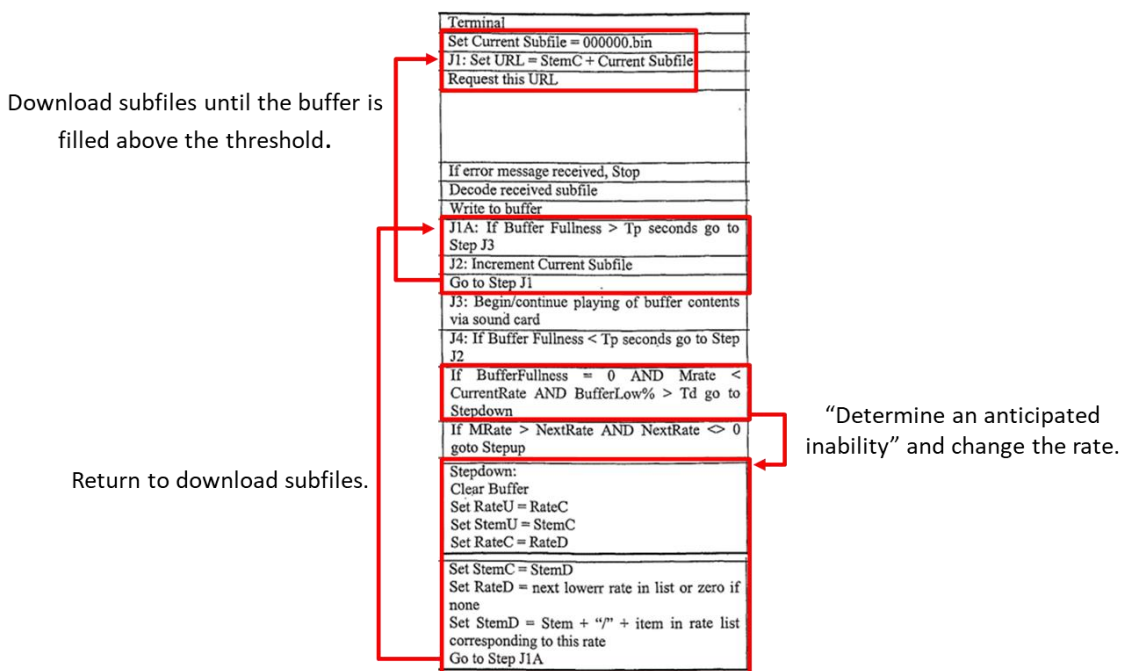 Terminal
Set Current Subfile = 000000.bin
J1: Set URL = StemC + Current Subfile
Request this URL
Download subfiles until the buffer is
filled above the threshold.
If error message received, Stop
Decode received subfile
Write to buffer
J1A: If Buffer Fullness > Tp seconds go to
Step J3
J2: Increment Current Subfile
Go to Step J1
J3: Begin/continue playing of buffer contents
via sound card
J4: If Buffer Fullness < Tp seconds go to Step
J2
If BufferFullness = 0 AND Mrate <
CurrentRate AND BufferLow% > Td go to
Stepdown
"Determine an anticipated
inability" and change the rate.
If MRate > NextRate AND NextRate <> 0
goto Stepup
Return to download subfiles.
Stepdown:
Clear Buffer
Set RateU = RateC
Set StemU = StemC
Set RateC = RateD
Set StemC = StemD
Set RateD = next lowerr rate in list or zero if
none
Set StemD = Stem + "/" + item in rate list
corresponding to this rate
Go to Step J1A